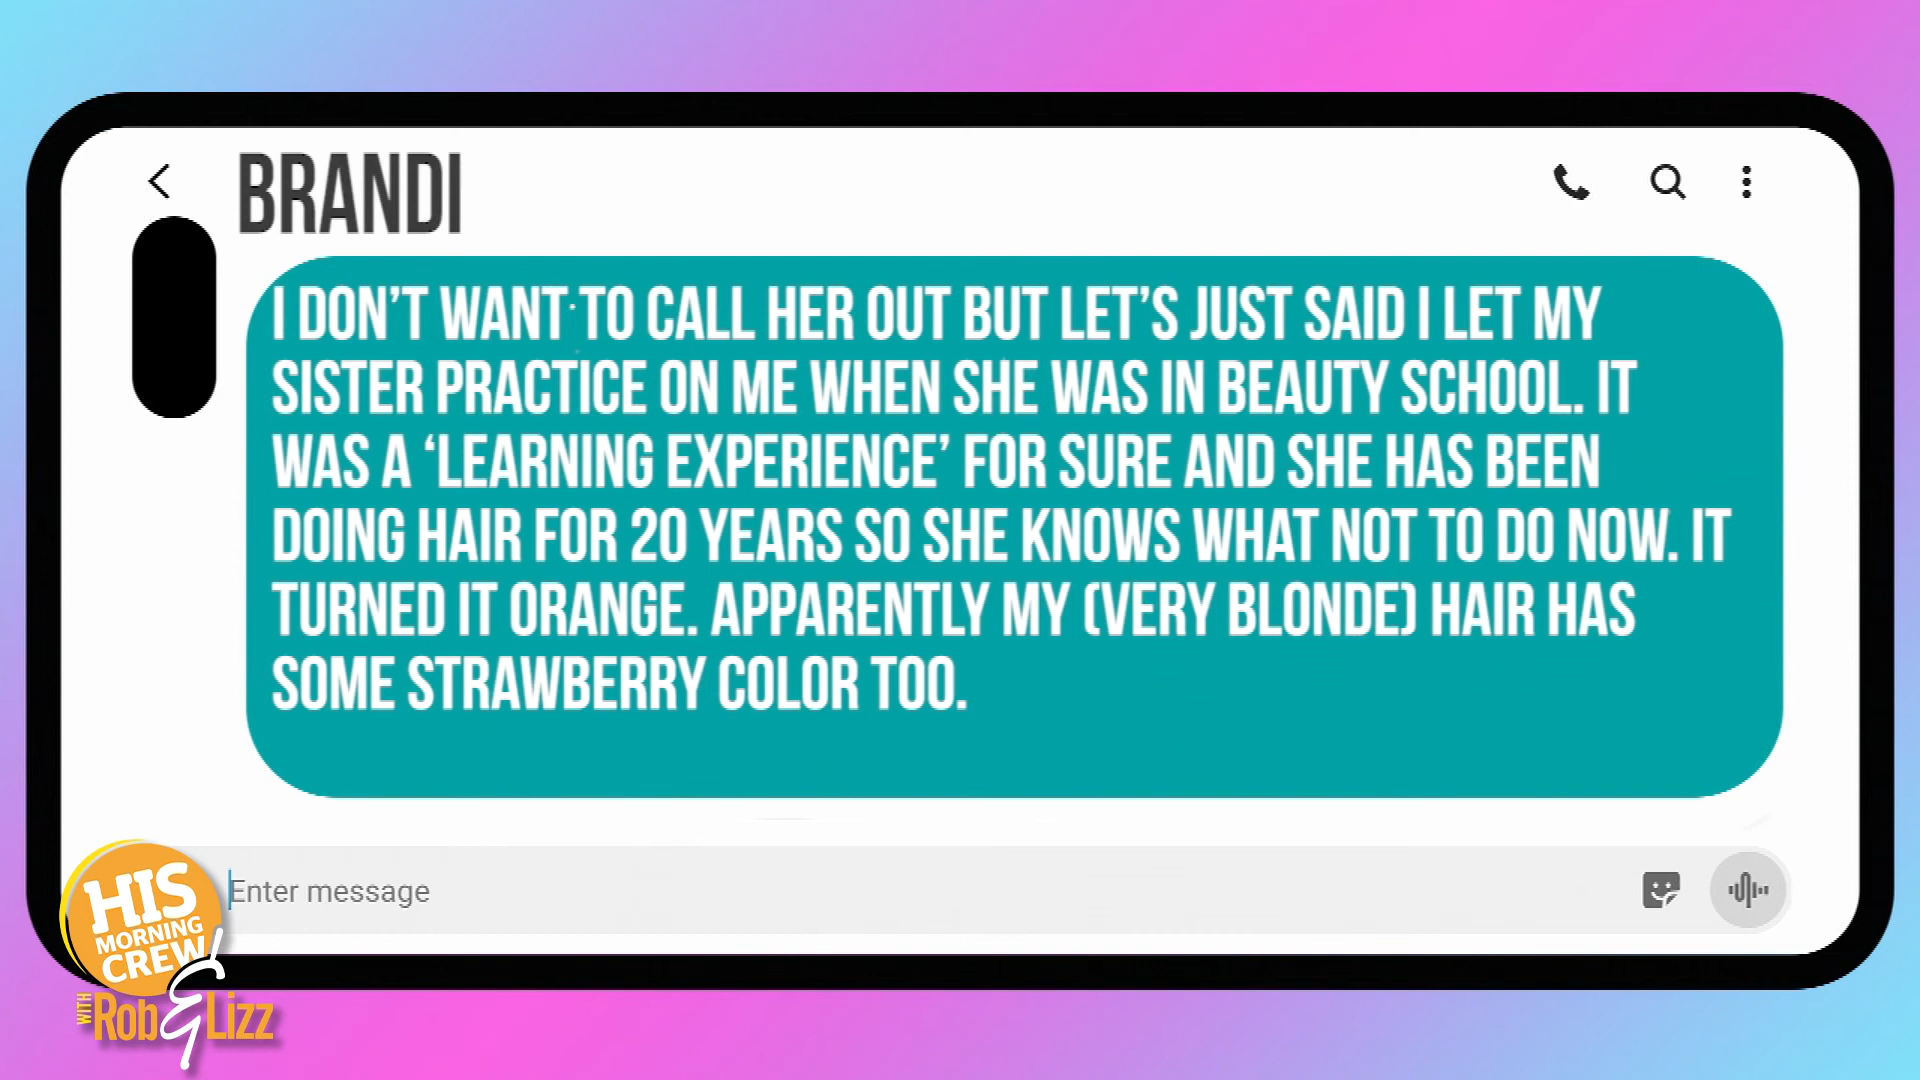 BRANDI
I DON'T WANT TO CALL HER OUT BUT LET'S JUST SAID I LET MY
SISTER PRACTICE ON ME WHEN SHE WAS IN BEAUTY SCHOOL. IT
WAS A ‘LEARNING EXPERIENCE’ FOR SURE AND SHE HAS BEEN
DOING HAIR FOR 20 YEARS SO SHE KNOWS WHAT NOT TO DO NOW. IT
TURNED IT ORANGE. APPARENTLY MY (VERY BLONDE) HAIR HAS
SOME STRAWBERRY COLOR TOO.
Enter message
HIS
MORNING
CREW
WITH Rob & Lizz